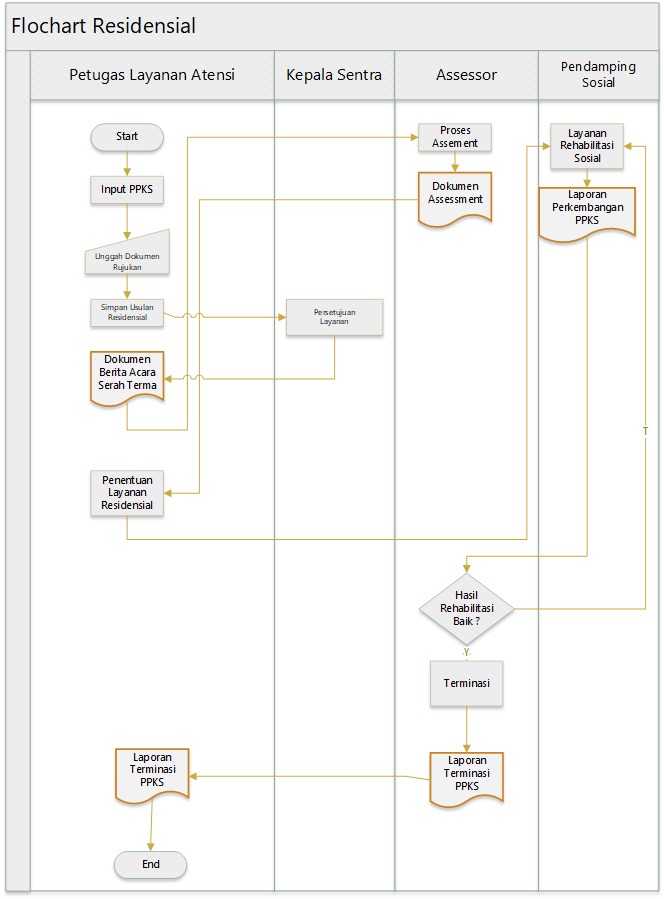 Flochart Residensial
Petugas Layanan Atensi
Kepala Sentra
Assessor
Pendamping
Sosial
Start
Proses
Assement
Layanan
Rehabilitasi
Sosial
Input PPKS
Dokumen
Assessment
Laporan
Perkembangan
PPKS
Unggah Dokumen
Rujukan
Simpan Usulan
Residensial
Persetujuan
Layanan
Dokumen
Berita Acara
Serah Terma
T
Penentuan
Layanan
Residensial
Hasil
Rehabilitasi
Baik ?
Y
Terminasi
Laporan
Terminasi
PPKS
Laporan
Terminasi
PPKS
End